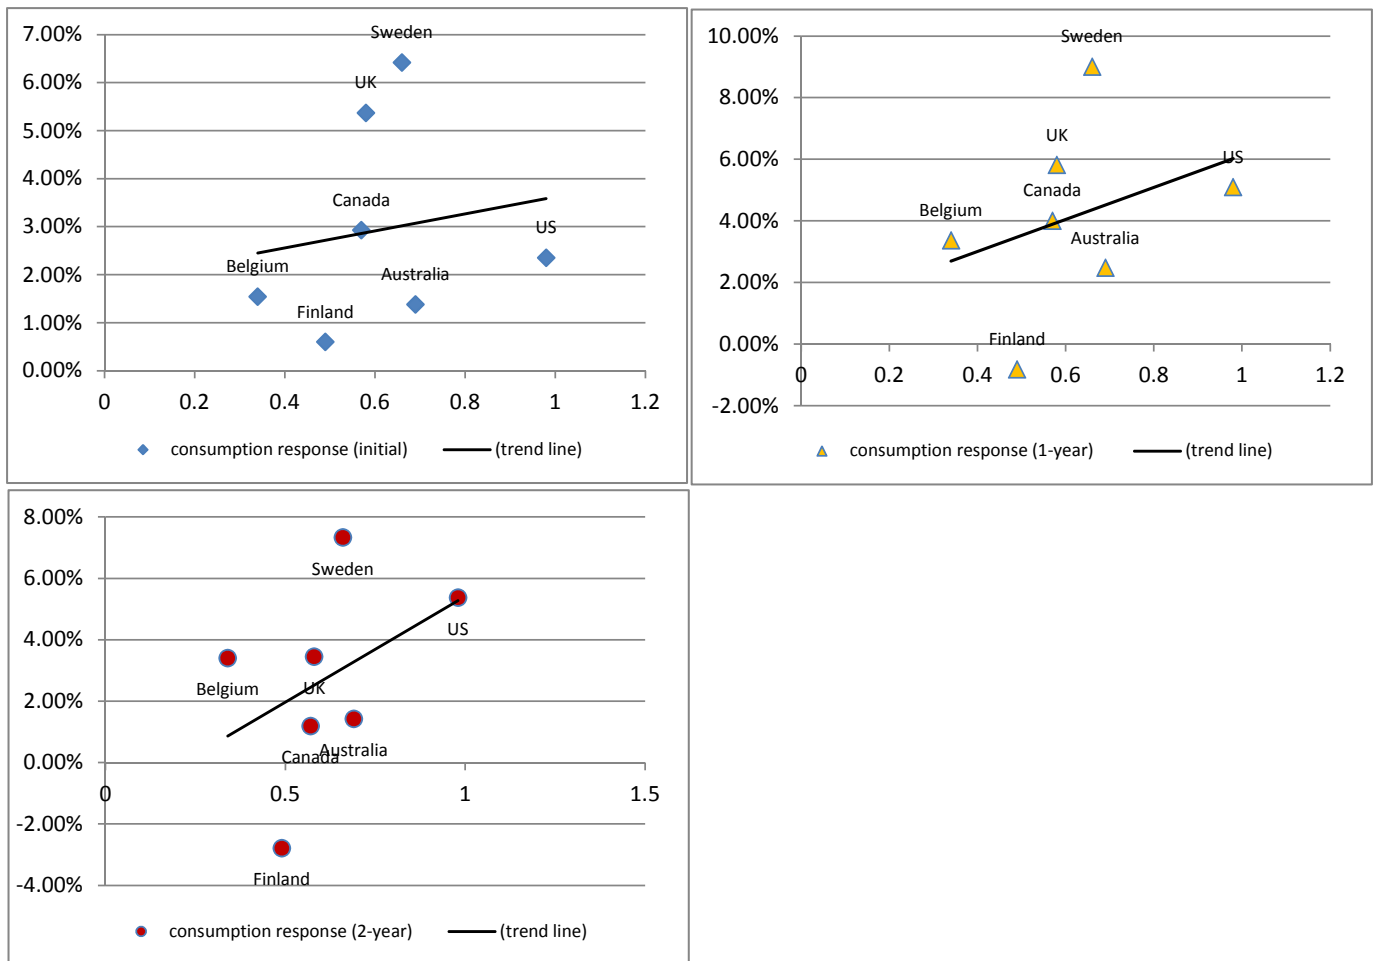 7.00%
6.00%
5.00%
4.00%
3.00%
2.00%
1.00%
0.00%
Sweden
UK
Canada
US
Belgium
Australia
Finland
0 0.2 0.4 0.6 0.8 1 1.2
consumption response (initial) (trend line)
10.00%
8.00%
6.00%
4.00%
2.00%
0.00%
-2.00%
Sweden
UK
US
Canada
Belgium
Australia
Finland
0 0.2 0.4 0.6 0.8 1 1.2
consumption response (1-year) (trend line)
8.00%
6.00%
4.00%
2.00%
0.00%
-2.00%
-4.00%
Sweden
US
Belgium
UK
Australia
Canada
Finland
0 0.5 1 1.5
consumption response (2-year) (trend line)